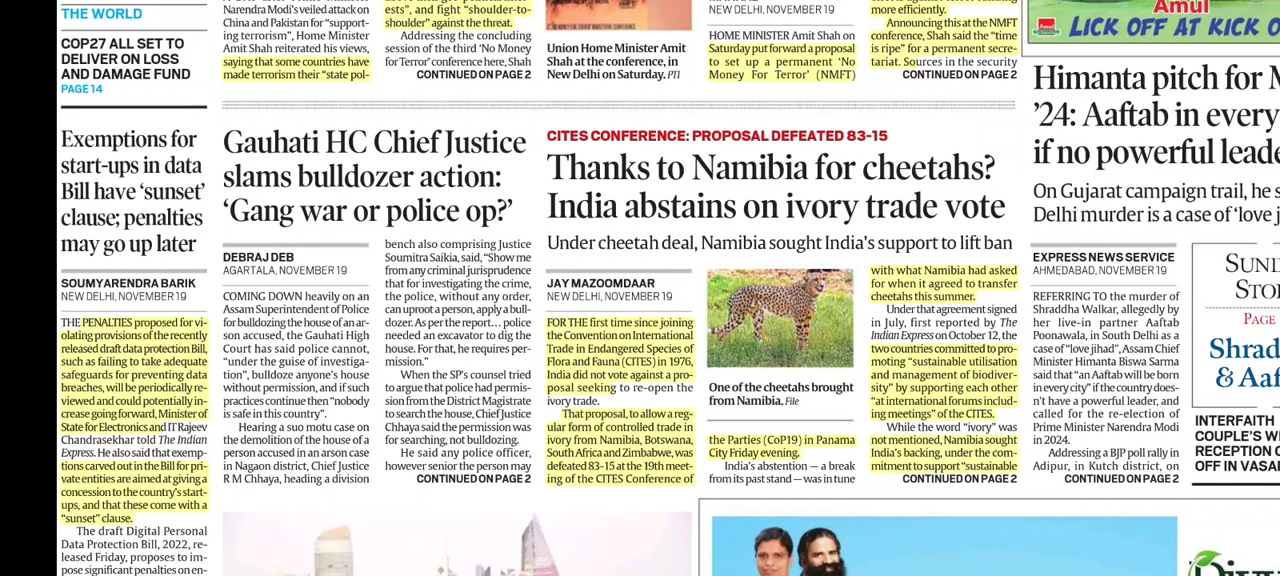 THE WORLD
COP27 ALL SET TO
DELIVER ON LOSS
AND DAMAGE FUND
PAGE 14
Exemptions for
start-ups in data
Bill have ‘sunset’
clause; penalties
may go up later
SOUMYARENDRA BARIK
NEW DELHI, NOVEMBER 19
THE PENALTIES proposed for vi-
olating provisions of the recently
released draft data protection Bill,
such as failing to take adequate
safeguards for preventing data
breaches, will be periodically re-
viewed and could potentially in-
crease going forward, Minister of
State for Electronics and IT Rajeev
Chandrasekhar told The Indian
Express. He also said that exemp-
tions carved out in the Bill for pri-
vate entities are aimed at giving a
concession to the country's start-
ups, and that these come with a
“sunset” clause.
The draft Digital Personal
Data Protection Bill, 2022, re-
leased Friday, proposes to im-
pose significant penalties on en-
Narendra Modi's veiled attack on
China and Pakistan for “support-
ing terrorism”, Home Minister
Amit Shah reiterated his views,
saying that some countries have
made terrorism their “state pol-
ests”, and fight “shoulder-to-
shoulder” against the threat.
Addressing the concluding
session of the third ‘No Money
for Terror’ conference here, Shah
CONTINUED ON PAGE 2
Union Home Minister Amit
Shah at the conference, in
New Delhi on Saturday. PTI
NEW DELHI, NOVEMBER 19
HOME MINISTER Amit Shah on
Saturday put forward a proposal
to set up a permanent ‘No
Money For Terror’ (NMFT)
more efficiently.
Announcing this at the NMFT
conference, Shah said the “time
is ripe” for a permanent secre-
tariat. Sources in the security
CONTINUED ON PAGE 2
Gauhati HC Chief Justice
slams bulldozer action:
‘Gang war or police op?’
DEBRAJ DEB
AGARTALA, NOVEMBER 19
COMING DOWN heavily on an
Assam Superintendent of Police
for bulldozing the house of an ar-
son accused, the Gauhati High
Court has said police cannot,
“under the guise of investiga-
tion”, bulldoze anyone's house
without permission, and if such
practices continue then “nobody
is safe in this country”.
Hearing a suo motu case on
the demolition of the house of a
person accused in an arson case
in Nagaon district, Chief Justice
R M Chhaya, heading a division
bench also comprising Justice
Soumitra Saikia, said, “Show me
from any criminal jurisprudence
that for investigating the crime,
the police, without any order,
can uproot a person, apply a bull-
dozer. As per the report... police
needed an excavator to dig the
house. For that, he requires per-
mission.”
When the SP's counsel tried
to argue that police had permis-
sion from the District Magistrate
to search the house, Chief Justice
Chhaya said the permission was
for searching, not bulldozing.
He said any police officer,
however senior the person may
CONTINUED ON PAGE 2
CITES CONFERENCE: PROPOSAL DEFEATED 83-15
Thanks to Namibia for cheetahs?
India abstains on ivory trade vote
Under cheetah deal, Namibia sought India's support to lift ban
JAY MAZOOMDAAR
NEW DELHI, NOVEMBER 19
FOR THE first time since joining
the Convention on International
Trade in Endangered Species of
Flora and Fauna (CITES) in 1976,
India did not vote against a pro-
posal seeking to re-open the
ivory trade.
That proposal, to allow a reg-
ular form of controlled trade in
ivory from Namibia, Botswana,
South Africa and Zimbabwe, was
defeated 83-15 at the 19th meet-
ing of the CITES Conference of
One of the cheetahs brought
from Namibia. File
the Parties (CoP19) in Panama
City Friday evening.
India's abstention — a break
from its past stand — was in tune
with what Namibia had asked
for when it agreed to transfer
cheetahs this summer.
Under that agreement signed
in July, first reported by The
Indian Express on October 12, the
two countries committed to pro-
moting “sustainable utilisation
and management of biodiver-
sity” by supporting each other
“at international forums includ-
ing meetings” of the CITES.
While the word “ivory” was
not mentioned, Namibia sought
India's backing, under the com-
mitment to support “sustainable
CONTINUED ON PAGE 2
Amul
LICK OFF AT KICK O
Himanta pitch for M
’24: Aaftab in every
if no powerful leade
On Gujarat campaign trail, he s
Delhi murder is a case of ‘love j
EXPRESS NEWS SERVICE
AHMEDABAD, NOVEMBER 19
REFERRING TO the murder of
Shraddha Walkar, allegedly by
her live-in partner Aaftab
Poonawala, in South Delhi as a
case of “love jihad”, Assam Chief
Minister Himanta Biswa Sarma
said that “an Aaftab will be born
in every city” if the country does-
n't have a powerful leader, and
called for the re-election of
Prime Minister Narendra Modi
in 2024.
Addressing a BJP poll rally in
Adipur, in Kutch district, on
CONTINUED ON PAGE 2
SUND
STO
PAGE
Shrad
& Aaf
INTERFAITH
COUPLE'S W
RECEPTION
OFF IN VASA